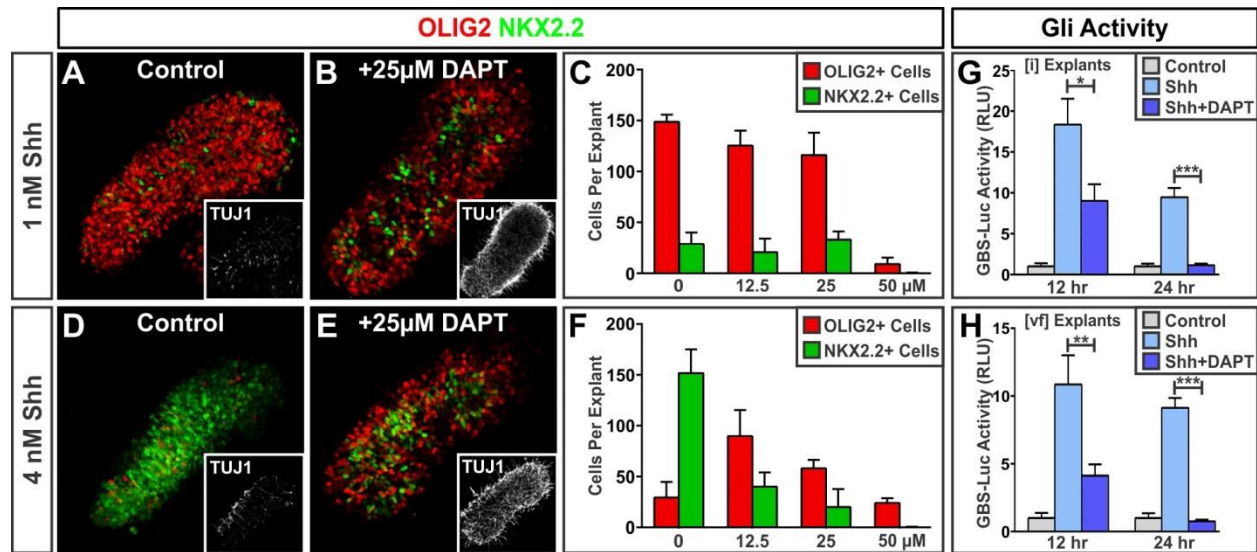 OLIG2 NKX2.2
Gli Activity
1 nM Shh
A
Control
TUJ1
B
+25µM DAPT
TUJ1
C
OLIG2+ Cells
NKX2.2+ Cells
Cells Per Explant
200
150
100
50
0
0 12.5 25 50 µM
G
[i] Explants
Control
Shh
Shh+DAPT
GBS-Luc Activity (RLU)
25
20
15
10
5
0
*
***
12 hr 24 hr
4 nM Shh
D
Control
TUJ1
E
+25µM DAPT
TUJ1
F
OLIG2+ Cells
NKX2.2+ Cells
Cells Per Explant
200
150
100
50
0
0 12.5 25 50 µM
H
[vf] Explants
Control
Shh
Shh+DAPT
GBS-Luc Activity (RLU)
15
10
5
0
**
***
12 hr 24 hr